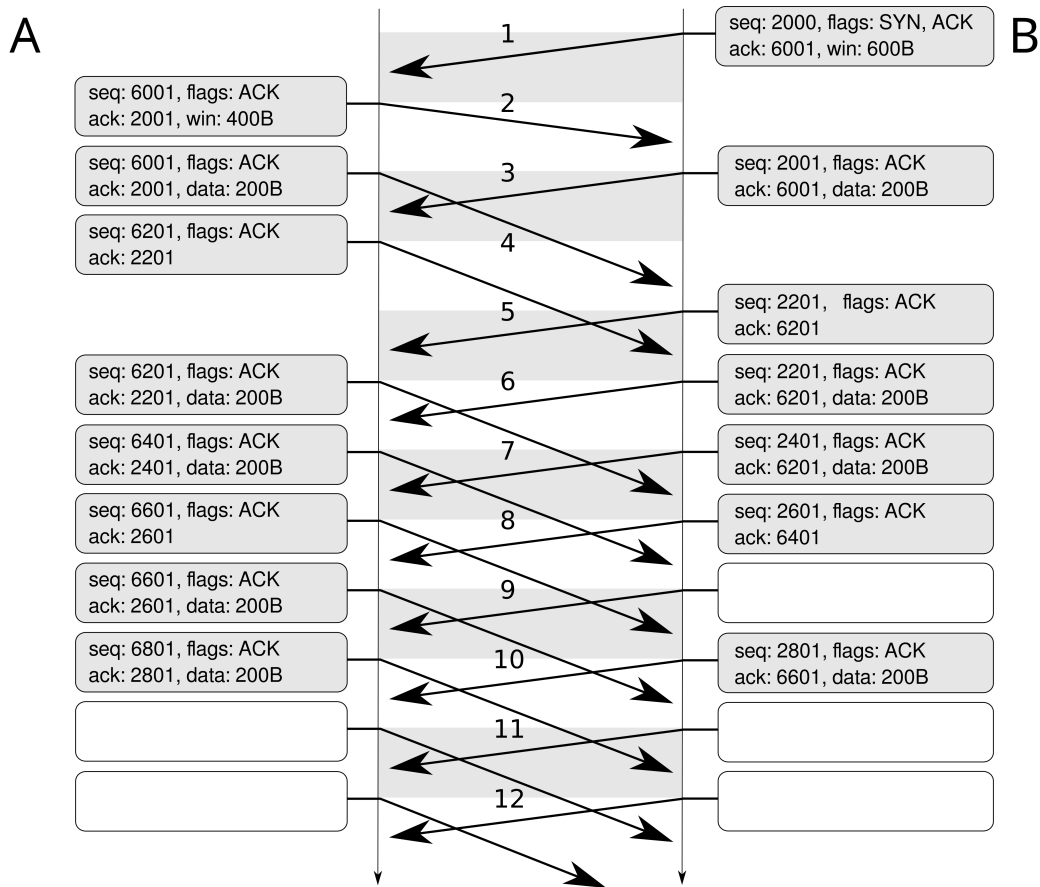 A
1
seq: 2000, flags: SYN, ACK
ack: 6001, win: 600B
B
seq: 6001, flags: ACK
ack: 2001, win: 400B
2
seq: 6001, flags: ACK
ack: 2001, data: 200B
3
seq: 2001, flags: ACK
ack: 6001, data: 200B
seq: 6201, flags: ACK
ack: 2201
4
5
seq: 2201, flags: ACK
ack: 6201
seq: 6201, flags: ACK
ack: 2201, data: 200B
6
seq: 2201, flags: ACK
ack: 6201, data: 200B
seq: 6401, flags: ACK
ack: 2401, data: 200B
7
seq: 2401, flags: ACK
ack: 6201, data: 200B
seq: 6601, flags: ACK
ack: 2601
8
seq: 2601, flags: ACK
ack: 6401
seq: 6601, flags: ACK
ack: 2601, data: 200B
9
seq: 6801, flags: ACK
ack: 2801, data: 200B
10
seq: 2801, flags: ACK
ack: 6601, data: 200B
11
12